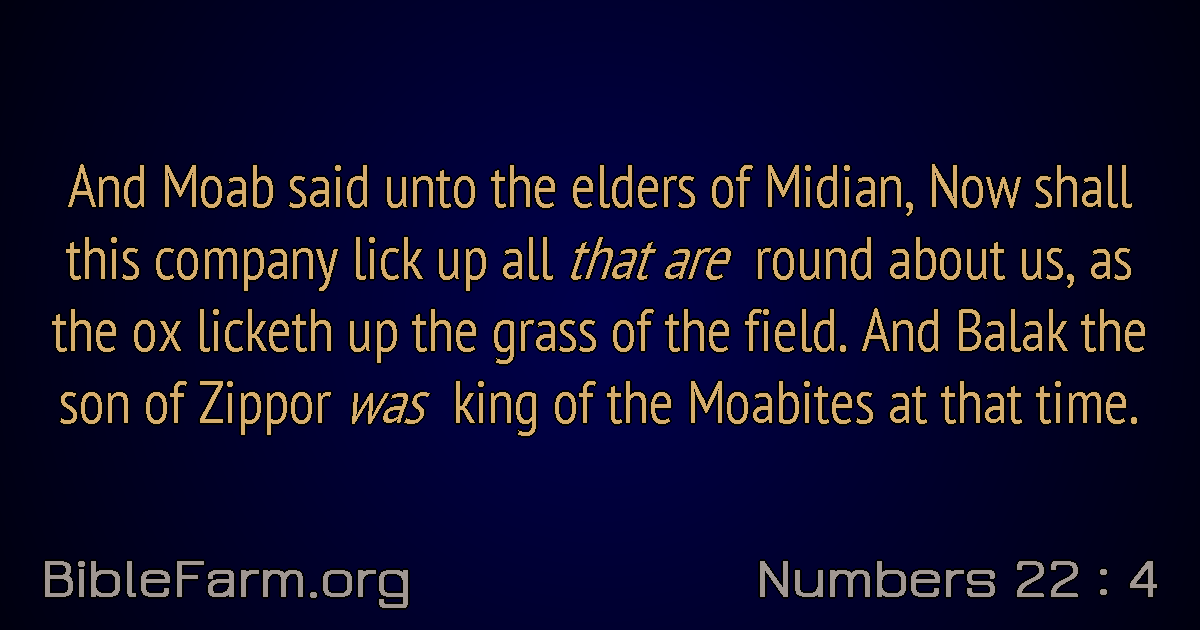 And Moab said unto the elders of Midian, Now shall
this company lick up all that are round about us, as
the ox licketh up the grass of the field. And Balak the
son of Zippor was king of the Moabites at that time.
BibleFarm.org
Numbers 22 : 4